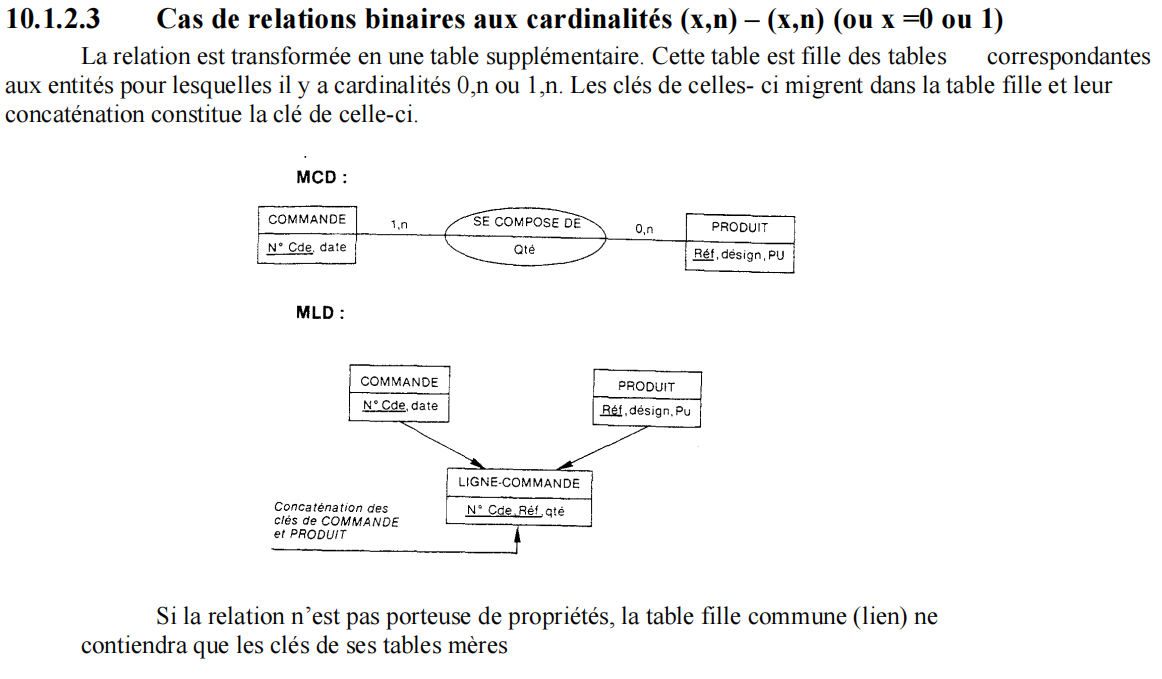 10.1.2.3 Cas de relations binaires aux cardinalités (x,n) – (x,n) (ou x =0 ou 1)
La relation est transformée en une table supplémentaire. Cette table est fille des tables correspondantes
aux entités pour lesquelles il y a cardinalités 0,n ou 1,n. Les clés de celles- ci migrent dans la table fille et leur
concaténation constitue la clé de celle-ci.
MCD :
COMMANDE
N° Cde, date
1,n
SE COMPOSE DE
Qté
0,n
PRODUIT
Réf, désign, PU
MLD :
COMMANDE
N° Cde, date
PRODUIT
Réf, désign, Pu
LIGNE-COMMANDE
N° Cde, Réf, qté
Concaténation des
clés de COMMANDE
et PRODUIT
Si la relation n’est pas porteuse de propriétés, la table fille commune (lien) ne
contiendra que les clés de ses tables mères